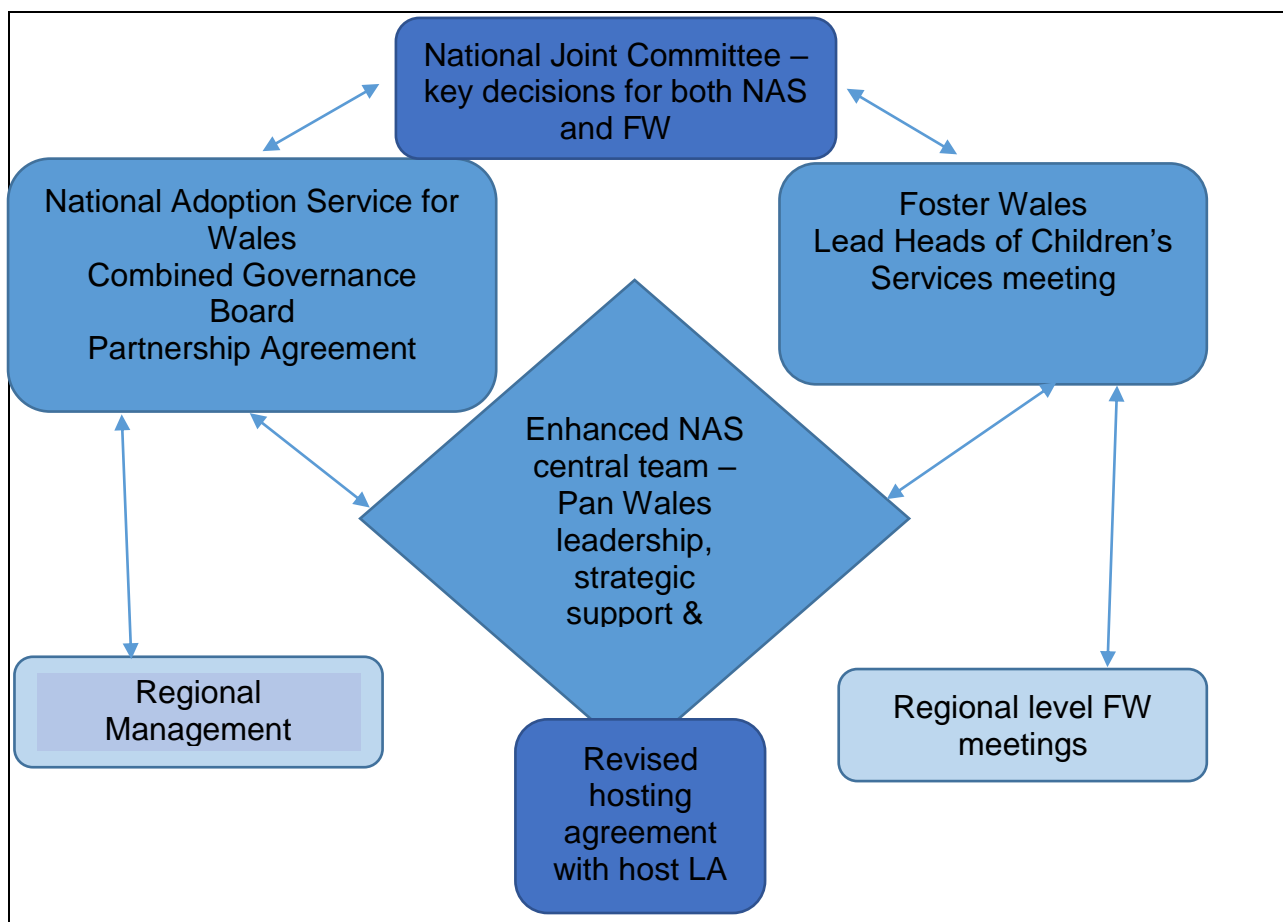 National Joint Committee –
key decisions for both NAS
and FW
National Adoption Service for
Wales
Combined Governance
Board
Partnership Agreement
Foster Wales
Lead Heads of Children’s
Services meeting
Enhanced NAS
central team –
Pan Wales
leadership,
strategic
support &
Regional
Management
Regional level FW
meetings
Revised
hosting
agreement
with host LA